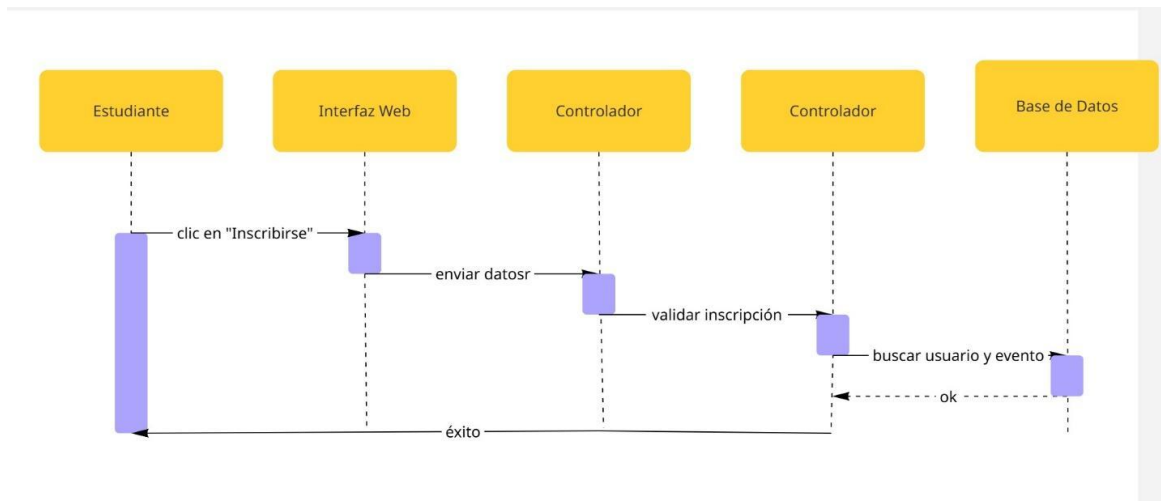 Estudiante
Interfaz Web
Controlador
Controlador
Base de Datos
clic en "Inscribirse"
enviar datosr
validar inscripción
buscar usuario y evento
ok
éxito